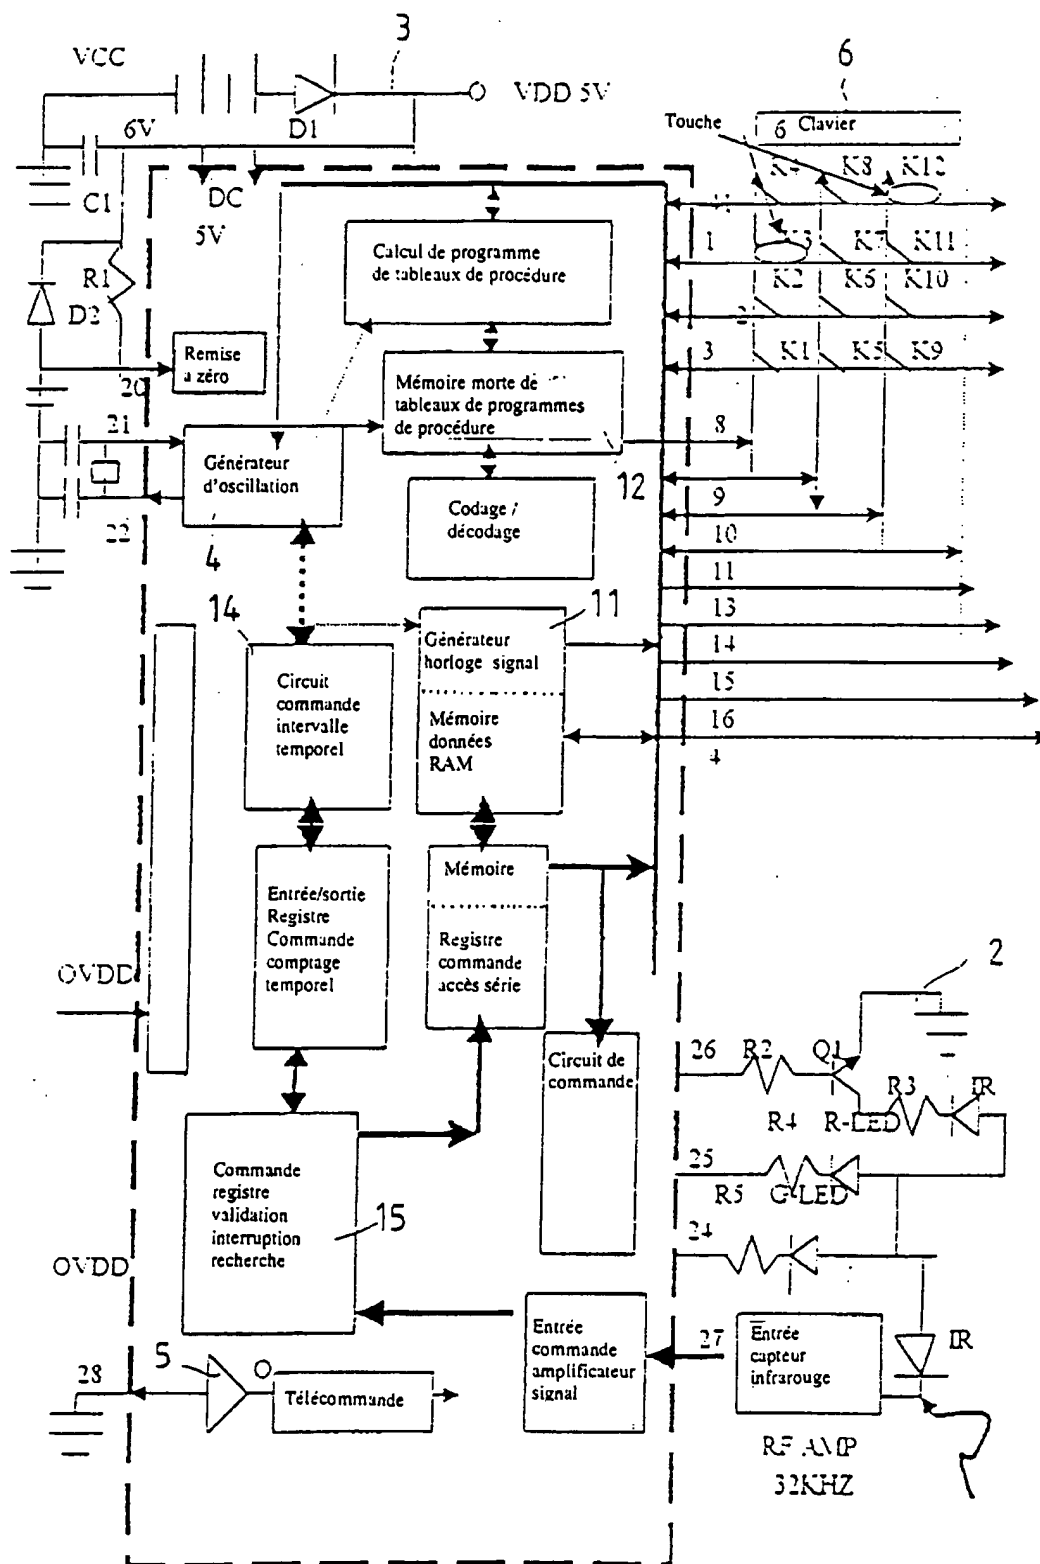 3
VCC
VDD 5V
6V
D1
C1
DC
5V
R1
D2
20
21
22
6
Touche
6 Clavier
K4
K8
K12
1
K3
K7
K11
K2
K6
K10
2
3
K1
K5
K9
Calcul de programme
de tableaux de procédure
Remise
a zéro
Mémoire morte de
tableaux de programmes
de procédure
12
8
9
10
11
13
14
15
16
4
Générateur
d'oscillation
4
Codage /
décodage
14
Circuit
commande
intervalle
temporel
11
Générateur
horloge signal
Mémoire
données
RAM
Entrée/sortie
Registre
Commande
comptage
temporel
Mémoire
Registre
commande
accès série
OVDD
2
Circuit de
commande
26
R2
Q1
R3
IR
R4
R-LED
25
R5
G-LED
24
Commande
registre
validation
interruption
recherche
15
OVDD
Entrée
commande
amplificateur
signal
27
Entrée
capteur
infrarouge
IR
28
5
O
Télécommande
RF AMP
32KHZ